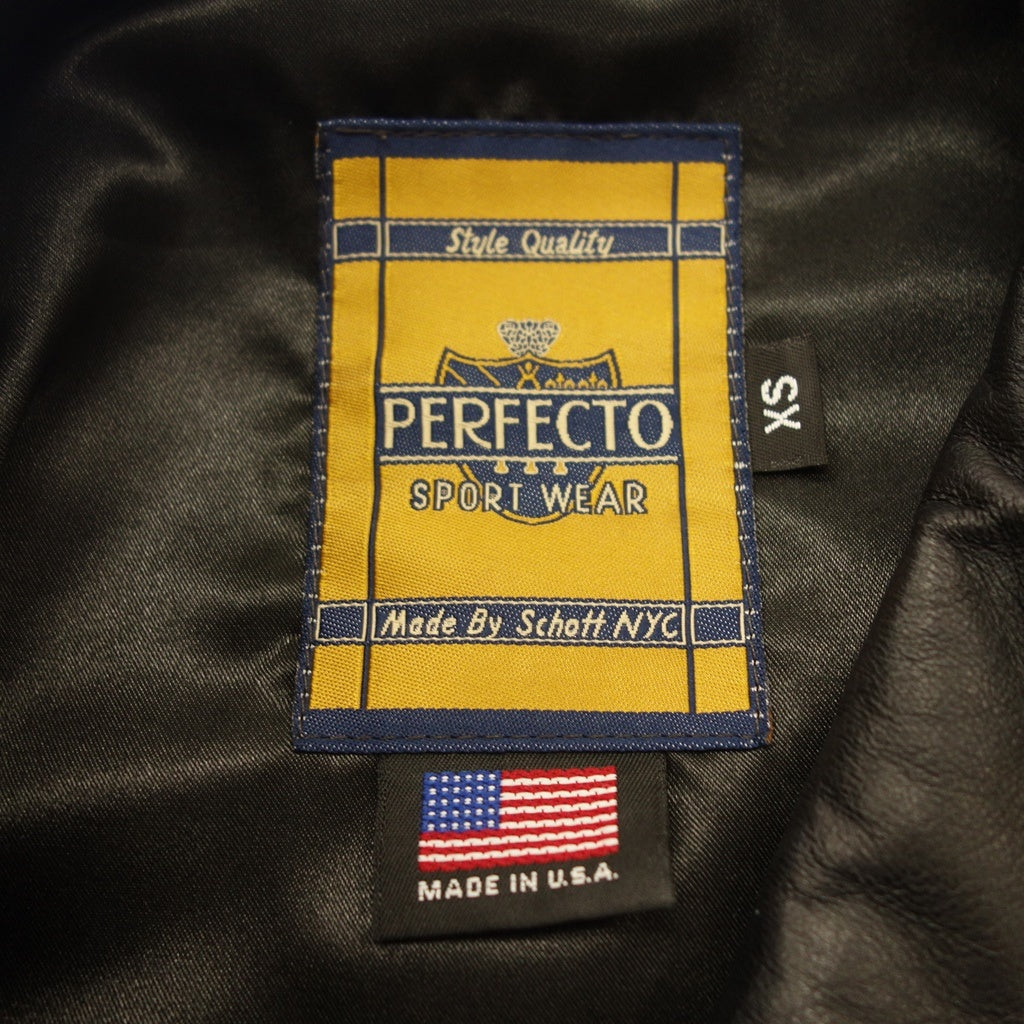 Style Quality
PERFECTO
SPORT WEAR
Made By Schott NYC
XS
MADE IN U.S.A.